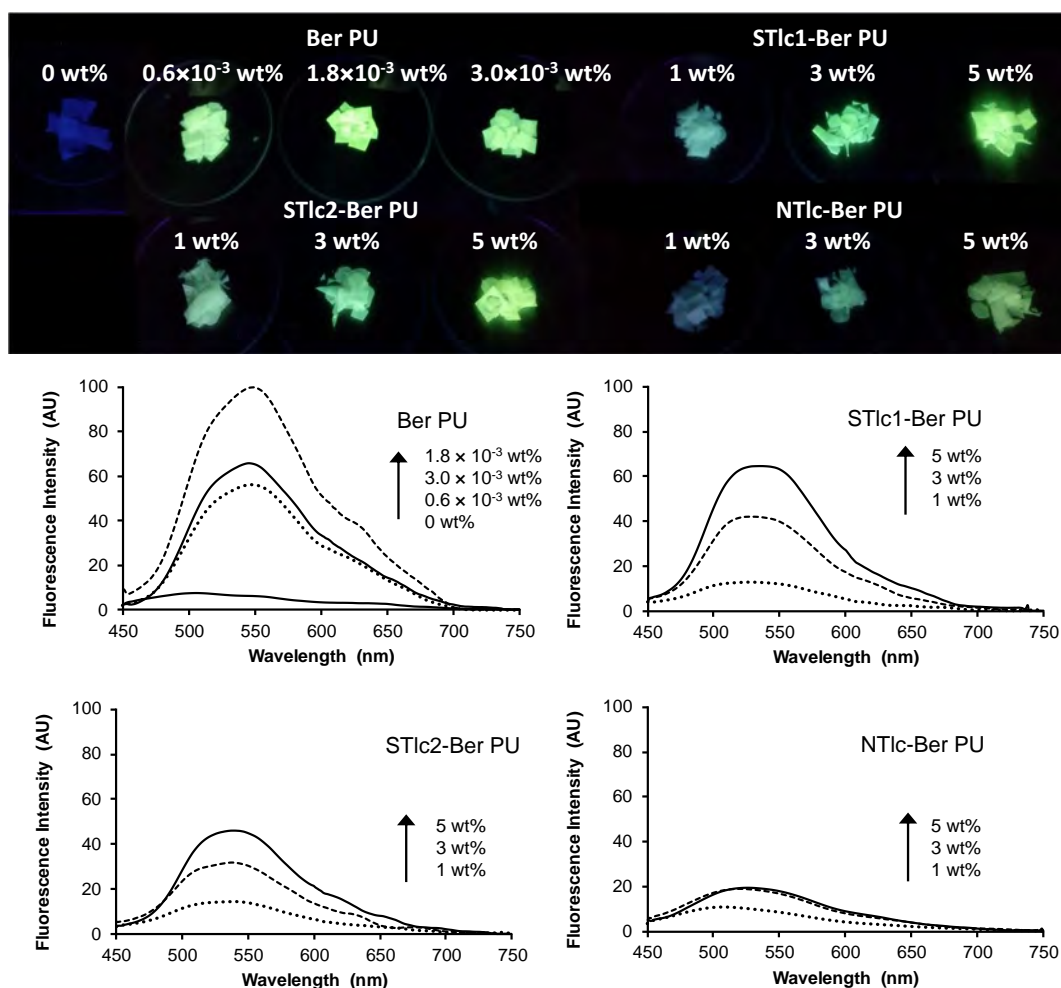 Ber PU
STlc1-Ber PU
0 wt%
0.6×10⁻³ wt%
1.8×10⁻³ wt%
3.0×10⁻³ wt%
1 wt%
3 wt%
5 wt%
STlc2-Ber PU
NTlc-Ber PU
1 wt%
3 wt%
5 wt%
1 wt%
3 wt%
5 wt%
Fluorescence Intensity (AU)
100
80
60
40
20
0
Ber PU
1.8 × 10⁻³ wt%
3.0 × 10⁻³ wt%
0.6 × 10⁻³ wt%
0 wt%
450 500 550 600 650 700 750
Wavelength (nm)
Fluorescence Intensity (AU)
100
80
60
40
20
0
STlc1-Ber PU
5 wt%
3 wt%
1 wt%
450 500 550 600 650 700 750
Wavelength (nm)
Fluorescence Intensity (AU)
100
80
60
40
20
0
STlc2-Ber PU
5 wt%
3 wt%
1 wt%
450 500 550 600 650 700 750
Wavelength (nm)
Fluorescence Intensity (AU)
100
80
60
40
20
0
NTlc-Ber PU
5 wt%
3 wt%
1 wt%
450 500 550 600 650 700 750
Wavelength (nm)